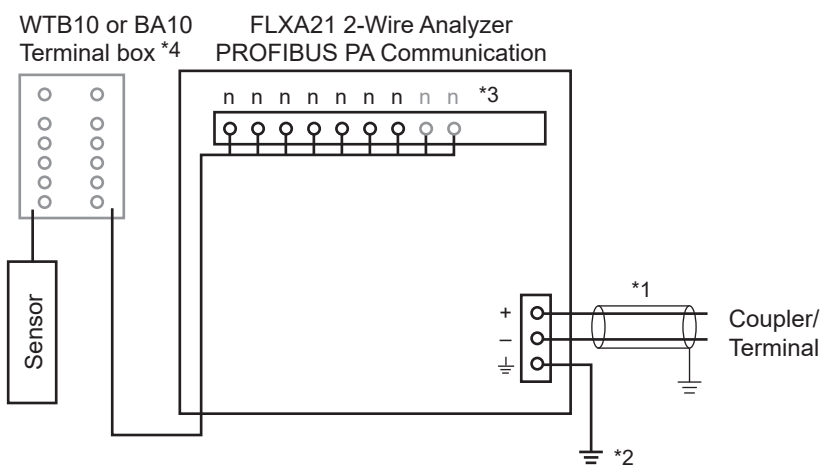 WTB10 or BA10
Terminal box *4
FLXA21 2-Wire Analyzer
PROFIBUS PA Communication
n n n n n n n n n *3
Sensor
+
–
*1
Coupler/
Terminal
*2